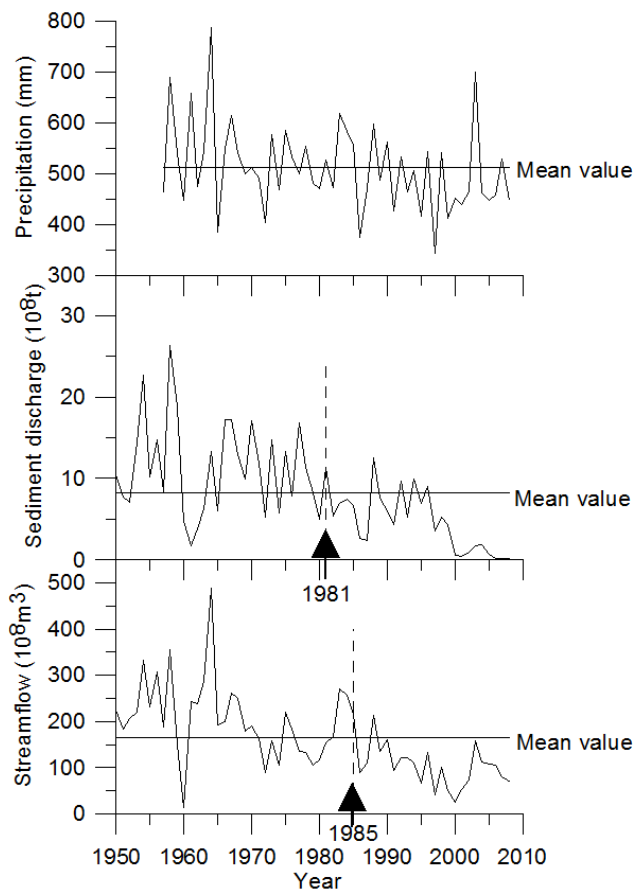 800
700
600
500
400
300
Precipitation (mm)
Mean value
30
20
10
0
Sediment discharge (10⁸t)
Mean value
1981
500
400
300
200
100
0
Streamflow (10⁸m³)
Mean value
1985
1950 1960 1970 1980 1990 2000 2010
Year